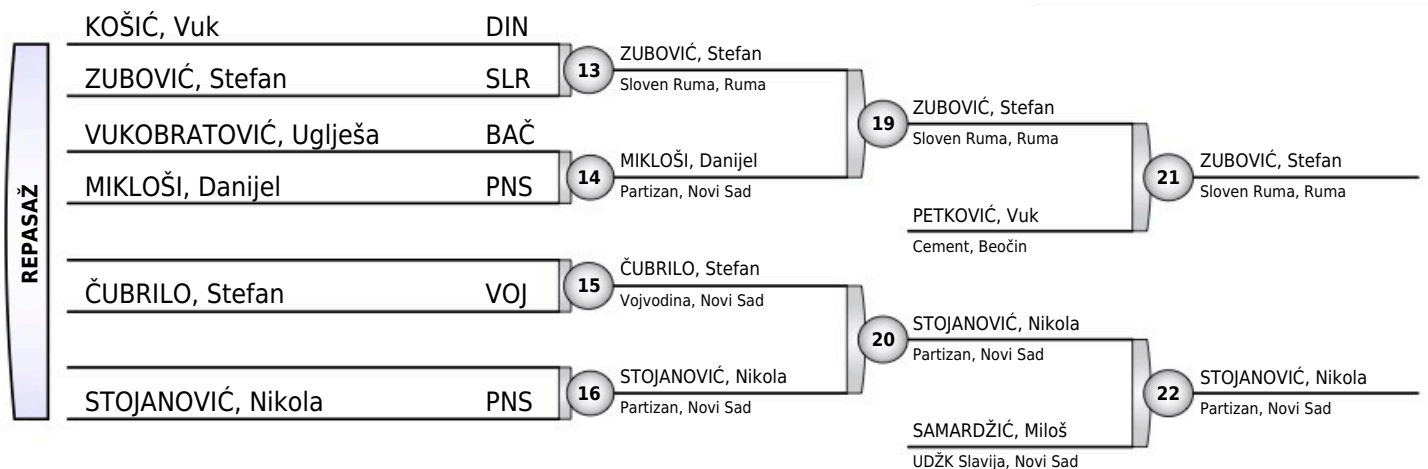 REPASAŽ
KOŠIĆ, Vuk DIN
ZUBOVIĆ, Stefan SLR
VUKOBRATOVIĆ, Uglješa BAČ
MIKLOŠI, Danijel PNS
ČUBRILO, Stefan VOJ
STOJANOVIĆ, Nikola PNS
13
ZUBOVIĆ, Stefan
Sloven Ruma, Ruma
14
MIKLOŠI, Danijel
Partizan, Novi Sad
15
ČUBRILO, Stefan
Vojvodina, Novi Sad
16
STOJANOVIĆ, Nikola
Partizan, Novi Sad
19
ZUBOVIĆ, Stefan
Sloven Ruma, Ruma
PETKOVIĆ, Vuk
Cement, Beočin
20
STOJANOVIĆ, Nikola
Partizan, Novi Sad
SAMARDŽIĆ, Miloš
UDŽK Slavija, Novi Sad
21
ZUBOVIĆ, Stefan
Sloven Ruma, Ruma
22
STOJANOVIĆ, Nikola
Partizan, Novi Sad